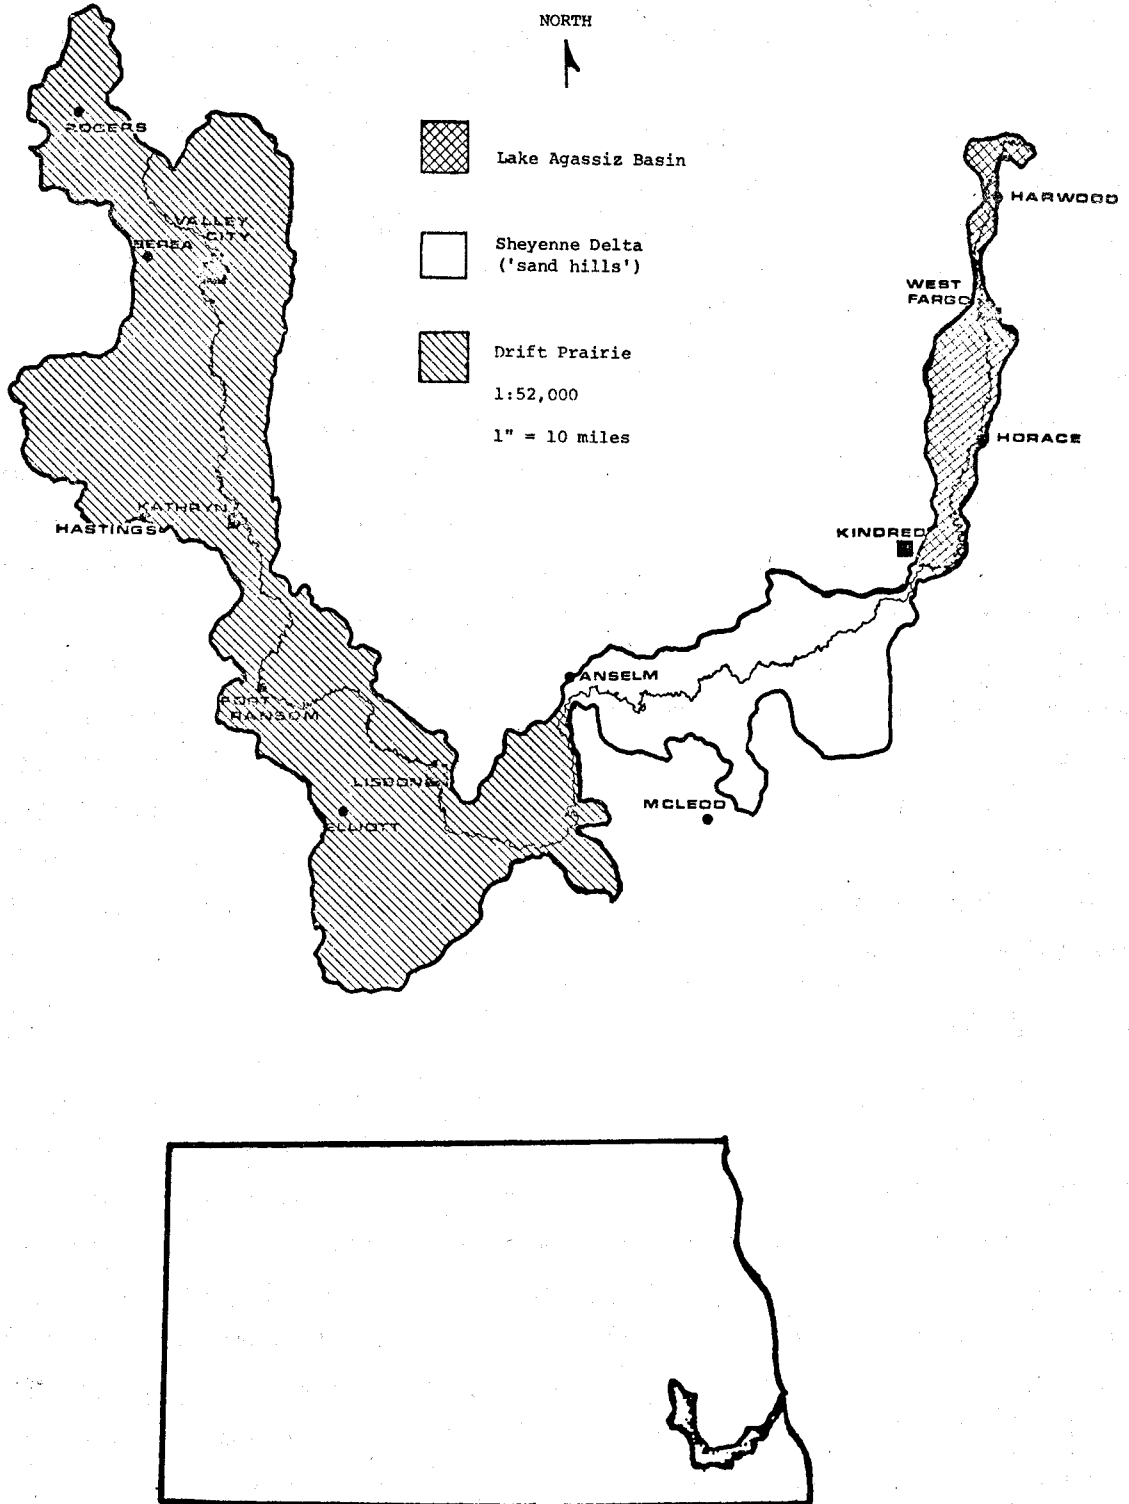 NORTH
Lake Agassiz Basin
Sheyenne Delta
('sand hills')
Drift Prairie
1:52,000
1" = 10 miles
ROGERS
VALLEY
CITY
BEREA
HARWOOD
WEST
FARGO
HORACE
KATHRYN
HASTINGS
KINDRED
ANSELM
FORT
RANSOM
LISBON
MCLEOD
ELLIOTT